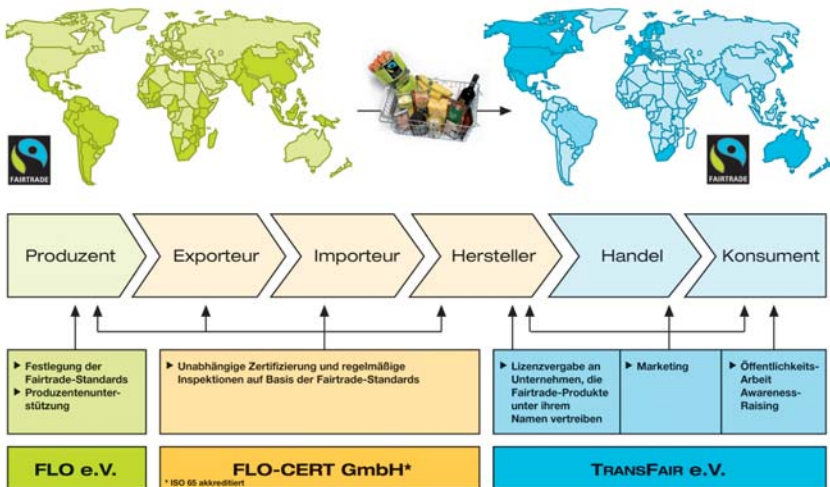 FAIRTRADE
FAIRTRADE
Produzent
Exporteur
Importeur
Hersteller
Handel
Konsument
▶ Festlegung der
Fairtrade-Standards
▶ Produzentenunter-
stützung
▶ Unabhängige Zertifizierung und regelmäßige
Inspektionen auf Basis der Fairtrade-Standards
▶ Lizenzvergabe an
Unternehmen, die
Fairtrade-Produkte
unter ihrem
Namen vertreiben
▶ Marketing
▶ Öffentlichkeits-
Arbeit
Awareness-
Raising
FLO e.V.
FLO-CERT GmbH*
* ISO 65 akkreditiert
TRANSFAIR e.V.